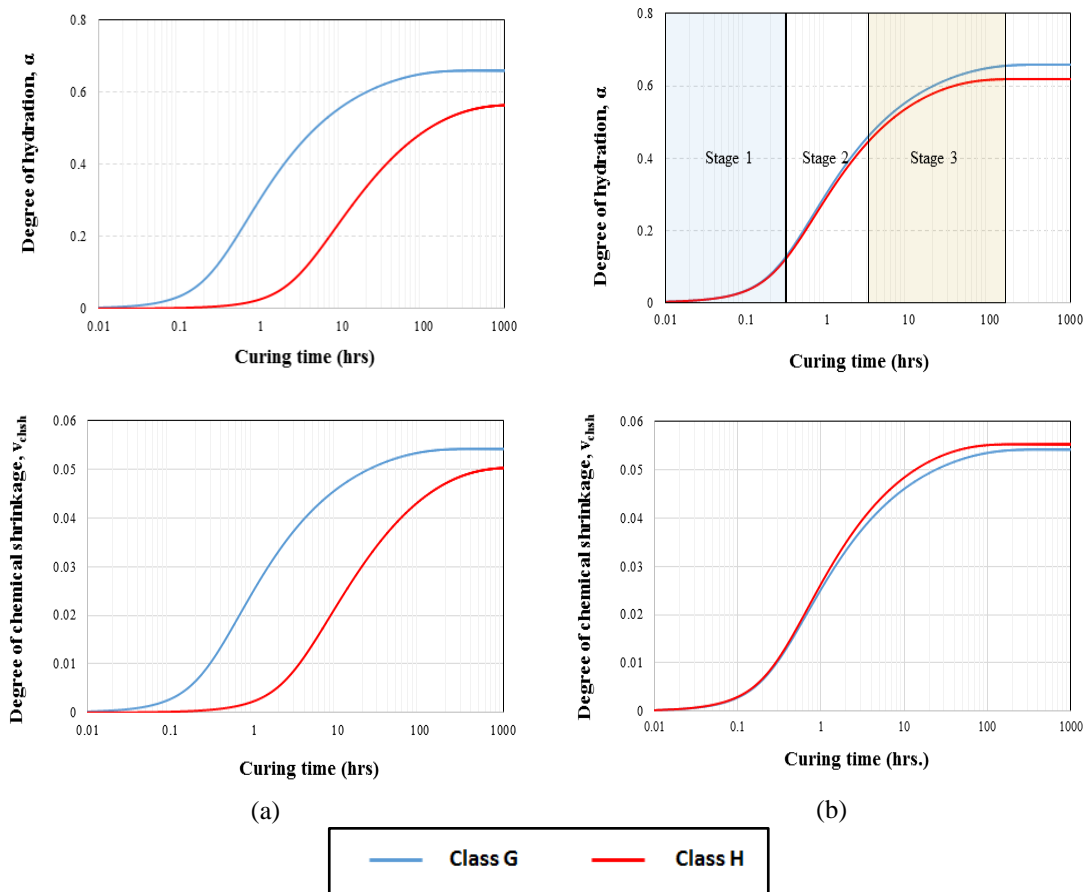 Degree of hydration, α
0.8
0.6
0.4
0.2
0
0.01 0.1 1 10 100 1000
Curing time (hrs)
Degree of hydration, α
0.8
0.6
0.4
0.2
0
Stage 1 Stage 2 Stage 3
0.01 0.1 1 10 100 1000
Curing time (hrs)
Degree of chemical shrinkage, vchsh
0.06
0.05
0.04
0.03
0.02
0.01
0
0.01 0.1 1 10 100 1000
Curing time (hrs)
(a)
Degree of chemical shrinkage, vchsh
0.06
0.05
0.04
0.03
0.02
0.01
0
0.01 0.1 1 10 100 1000
Curing time (hrs.)
(b)
Class G Class H